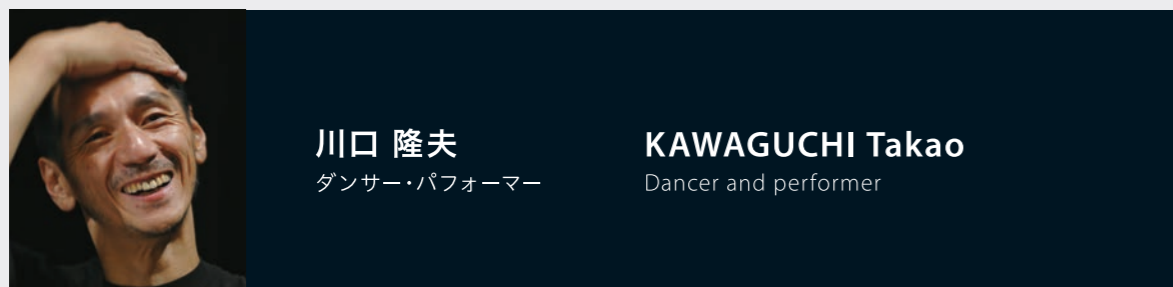 川口 隆夫
ダンサー・パフォーマー
KAWAGUCHI Takao
Dancer and performer